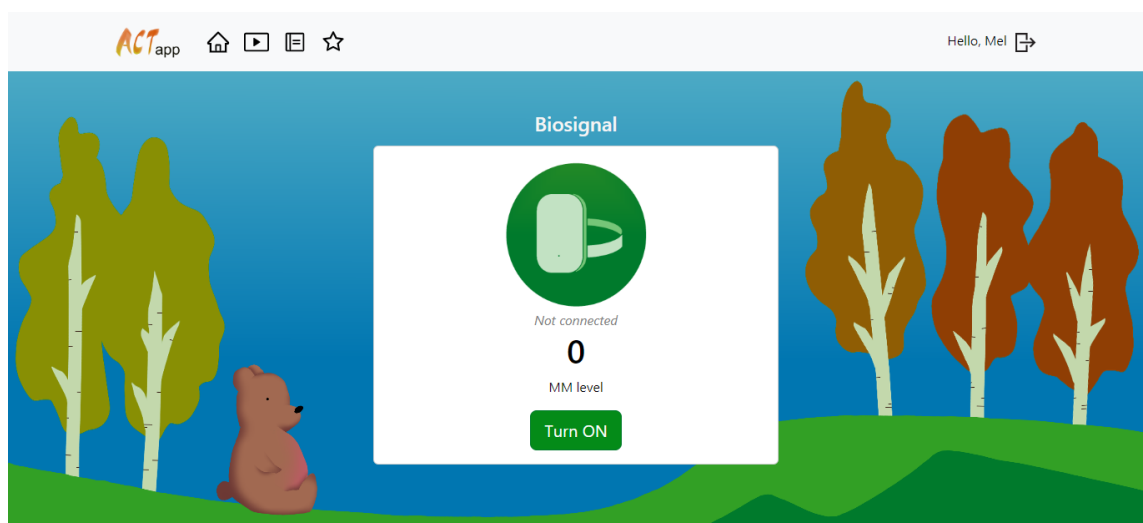 ACTapp
Hello, Mel
Biosignal
Not connected
0
MM level
Turn ON